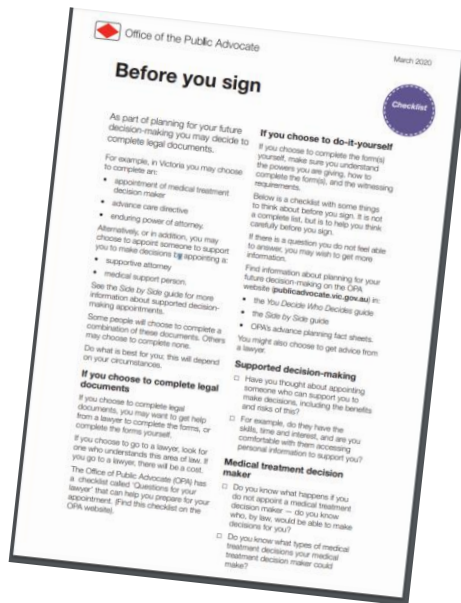 Office of the Public Advocate
March 2020
Before you sign
Checklist
As part of planning for your future
decision-making you may decide to
complete legal documents.
For example, in Victoria you may choose
to complete an:
• appointment of medical treatment
decision maker
• advance care directive
• enduring power of attorney.
Alternatively, or in addition, you may
choose to appoint someone to support
you to make decisions by appointing a:
• supportive attorney
• medical support person.
See the Side by Side guide for more
information about supported decision-
making appointments.
Some people will choose to complete a
combination of these documents. Others
may choose to complete none.
Do what is best for you; this will depend
on your circumstances.
If you choose to complete legal
documents
If you choose to complete legal
documents, you may want to get help
from a lawyer to complete the forms, or
complete the forms yourself.
If you choose to go to a lawyer, look for
one who understands this area of law. If
you go to a lawyer, there will be a cost.
The Office of Public Advocate (OPA) has
a checklist called 'Questions for your
lawyer' that can help you prepare for your
appointment. (Find this checklist on the
OPA website).
If you choose to do-it-yourself
If you choose to complete the form(s)
yourself, make sure you understand
the powers you are giving, how to
complete the form(s), and the witnessing
requirements.
Below is a checklist with some things
to think about before you sign. It is not
a complete list, but is to help you think
carefully before you sign.
If there is a question you do not feel able
to answer, you may wish to get more
information.
Find information about planning for your
future decision-making on the OPA
website (publicadvocate.vic.gov.au) in:
• the You Decide Who Decides guide
• the Side by Side guide
• OPA's advance planning fact sheets.
You might also choose to get advice from
a lawyer.
Supported decision-making
□ Have you thought about appointing
someone who can support you to
make decisions, including the benefits
and risks of this?
□ For example, do they have the
skills, time and interest, and are you
comfortable with them accessing
personal information to support you?
Medical treatment decision
maker
□ Do you know what happens if you
do not appoint a medical treatment
decision maker — do you know
who, by law, would be able to make
decisions for you?
□ Do you know what types of medical
treatment decisions your medical
treatment decision maker could
make?